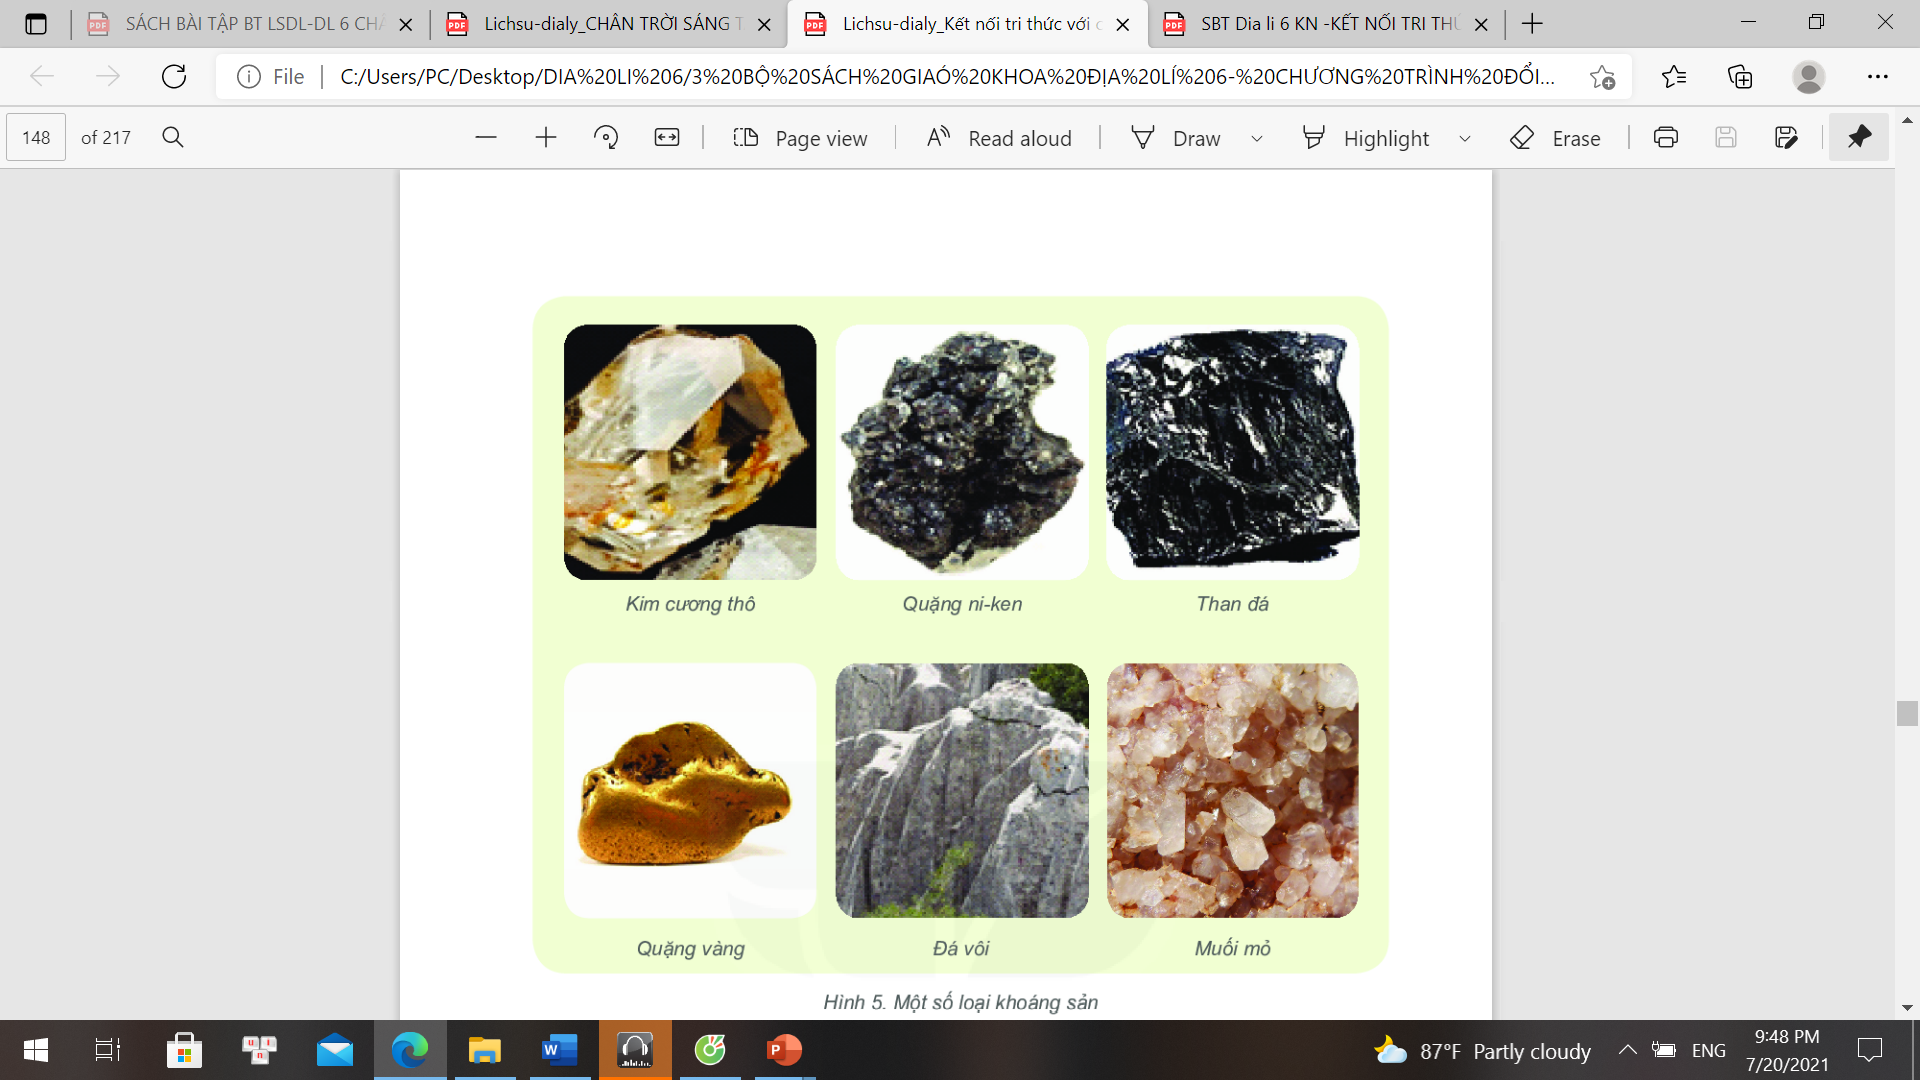 SÁCH BÀI TẬP BT LSDL-DL 6 CHÂ
Lichsu-dialy_CHÂN TRỜI SÁNG T
Lichsu-dialy_Kết nối tri thức với c
SBT Dia li 6 KN -KẾT NỐI TRI THỨ
File
C:/Users/PC/Desktop/DIA%20LI%206/3%20BỘ%20SÁCH%20GIAÓ%20KHOA%20ĐỊA%20LÍ%206-%20CHƯƠNG%20TRÌNH%20ĐỔI...
148 of 217
Page view
Read aloud
Draw
Highlight
Erase
Kim cương thô
Quặng ni-ken
Than đá
Quặng vàng
Đá vôi
Muối mỏ
Hình 5. Một số loại khoáng sản
87°F Partly cloudy
ENG
9:48 PM
7/20/2021